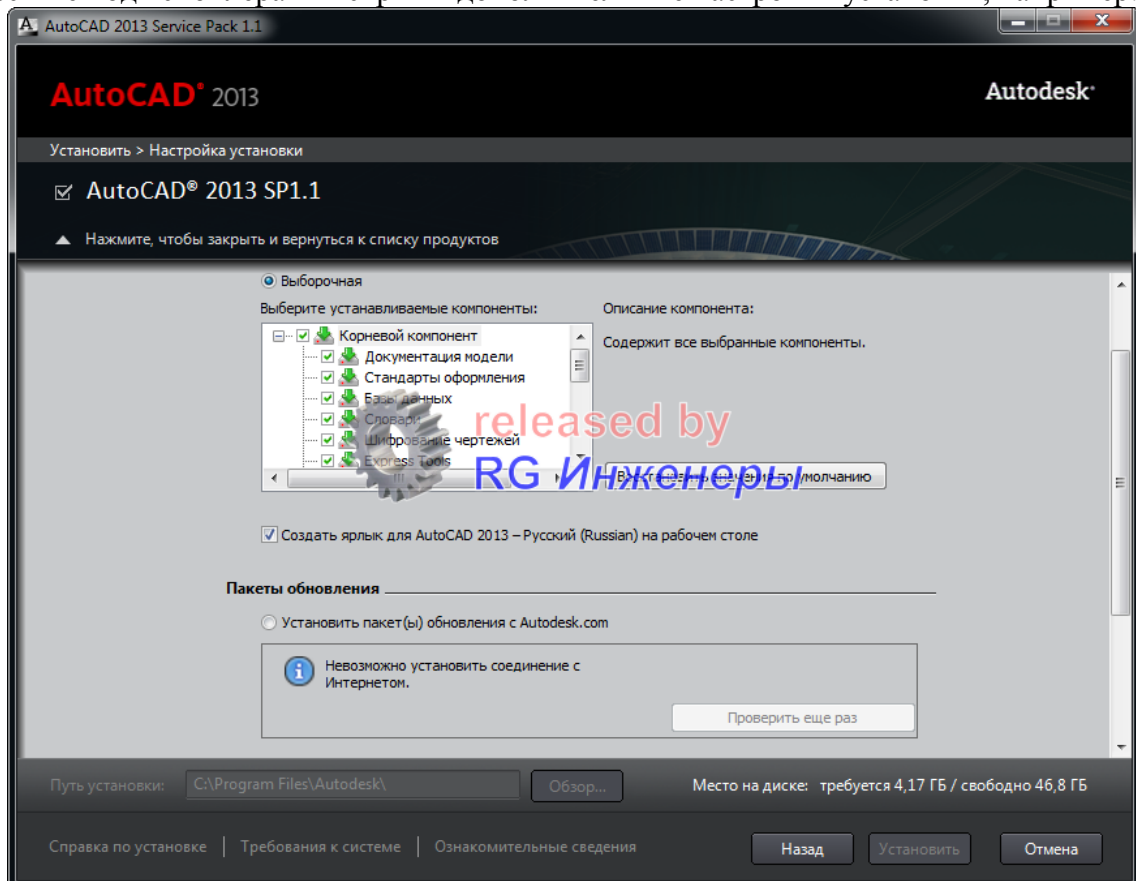 AutoCAD 2013 Service Pack 1.1
AutoCAD® 2013
Autodesk®
Установить > Настройка установки
AutoCAD® 2013 SP1.1
Нажмите, чтобы закрыть и вернуться к списку продуктов
Выборочная
Выберите устанавливаемые компоненты:
Описание компонента:
Корневой компонент
Содержит все выбранные компоненты.
Документация модели
Стандарты оформления
Базы данных
Словари
Шифрование чертежей
Express Tools
released by
RG Инженеры
Восстановить значения по умолчанию
Создать ярлык для AutoCAD 2013 – Русский (Russian) на рабочем столе
Пакеты обновления
Установить пакет(ы) обновления с Autodesk.com
Невозможно установить соединение с
Интернетом.
Проверить еще раз
Путь установки: C:\Program Files\Autodesk\ Обзор... Место на диске: требуется 4,17 ГБ / свободно 46,8 ГБ
Справка по установке | Требования к системе | Ознакомительные сведения
Назад Установить Отмена